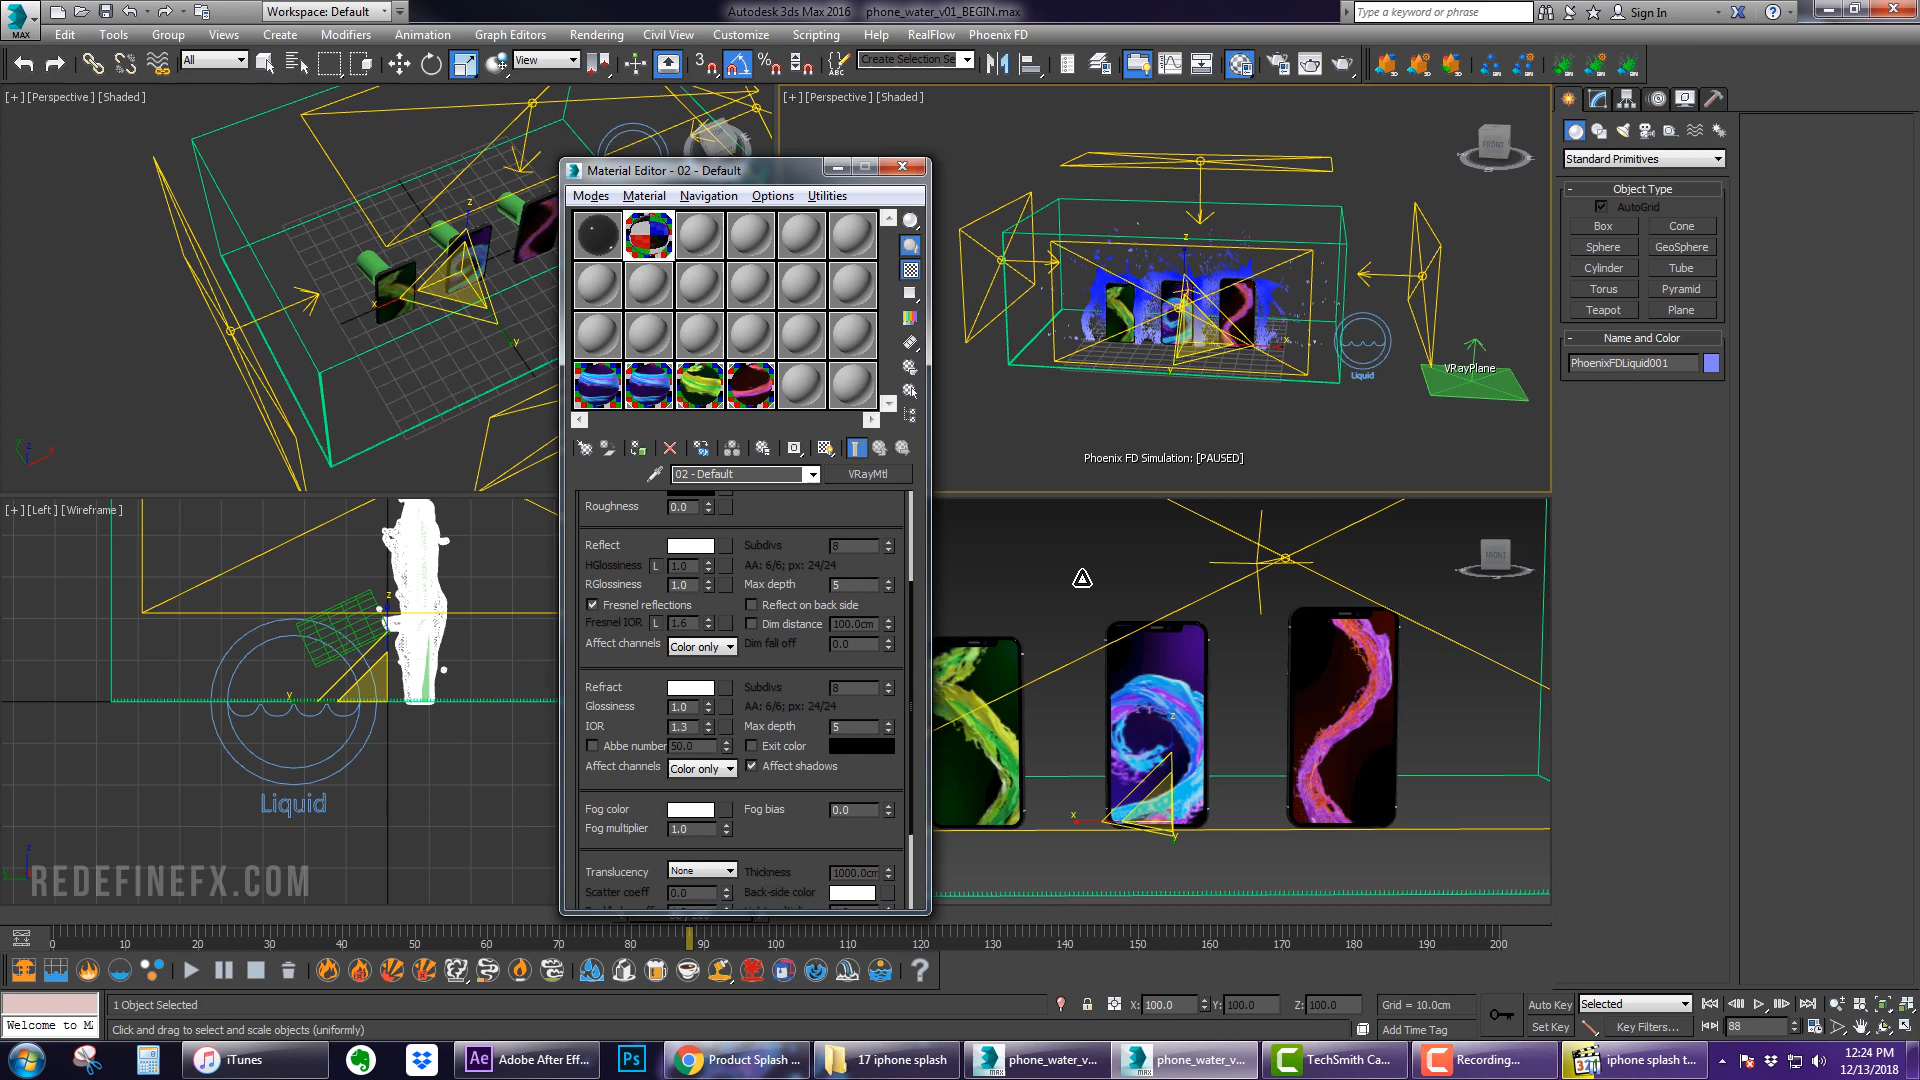 Workspace: Default
Autodesk 3ds Max 2016 phone_water_v01_BEGIN.max
Type a keyword or phrase
Sign In
MAX
Edit Tools Group Views Create Modifiers Animation Graph Editors Rendering Civil View Customize Scripting Help RealFlow Phoenix FD
All
View
3
%
ABC
Create Selection Se
[+] [Perspective] [Shaded]
[+] [Perspective] [Shaded]
FRONT
Standard Primitives
Object Type
AutoGrid
Box Cone
Sphere GeoSphere
Cylinder Tube
Torus Pyramid
Teapot Plane
Name and Color
PhoenixFDLiquid001
Material Editor - 02 - Default
Modes Material Navigation Options Utilities
z
x
y
z
x
y
Liquid
VRayPlane
Phoenix FD Simulation: [PAUSED]
02 - Default
VRayMtl
Roughness 0.0
Reflect Subdivs 8
HGlossiness L 1.0 AA: 6/6; px: 24/24
RGlossiness 1.0 Max depth 5
Fresnel reflections Reflect on back side
Fresnel IOR L 1.6 Dim distance 100.0cm
Affect channels Color only Dim fall off 0.0
Refract Subdivs 8
Glossiness 1.0 AA: 6/6; px: 24/24
IOR 1.3 Max depth 5
Abbe number 50.0 Exit color
Affect channels Color only Affect shadows
Fog color Fog bias 0.0
Fog multiplier 1.0
Translucency None Thickness 1000.0cm
Scatter coeff 0.0 Back-side color
[+] [Left] [Wireframe]
z
y
Liquid
FRONT
z
x
y
REDEFINEFX.COM
0 10 20 30 40 50 60 70 80 90 100 110 120 130 140 150 160 170 180 190 200
1 Object Selected
X: 100.0 Y: 100.0 Z: 100.0
Grid = 10.0cm
Auto Key
Selected
Welcome to M
Click and drag to select and scale objects (uniformly)
Add Time Tag
Set Key
Key Filters...
88
iTunes
Adobe After Eff...
Product Splash ...
17 iphone splash
phone_water_v...
phone_water_v...
TechSmith Ca...
Recording...
iphone splash t...
Ae
Ps
12:24 PM
12/13/2018